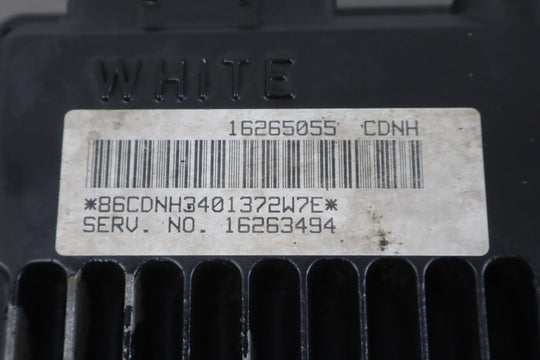 WHITE
16265055 CDNH
*86CDNH3401372W7E*
SERV. NO. 16263494